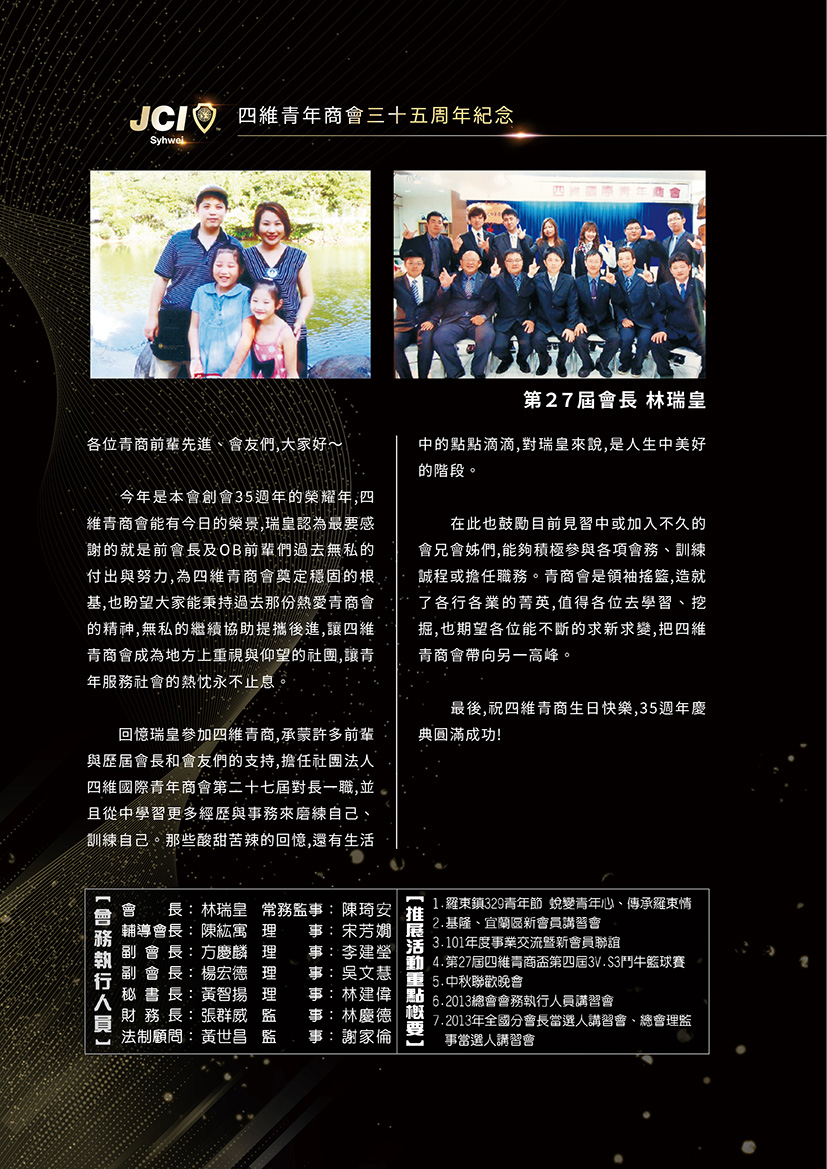 JCI
Syhwei
四維青年商會三十五周年紀念
四維國際青年商會
第27屆會長 林瑞皇
各位青商前輩先進、會友們,大家好～
今年是本會創會35週年的榮耀年,四
維青商會能有今日的榮景,瑞皇認為最要感
謝的就是前會長及OB前輩們過去無私的
付出與努力,為四維青商會奠定穩固的根
基,也盼望大家能秉持過去那份熱愛青商會
的精神,無私的繼續協助提攜後進,讓四維
青商會成為地方上重視與仰望的社團,讓青
年服務社會的熱忱永不止息。
回憶瑞皇參加四維青商,承蒙許多前輩
與歷屆會長和會友們的支持,擔任社團法人
四維國際青年商會第二十七屆對長一職,並
且從中學習更多經歷與事務來磨練自己、
訓練自己。那些酸甜苦辣的回憶,還有生活
中的點點滴滴,對瑞皇來說,是人生中美好
的階段。
在此也鼓勵目前見習中或加入不久的
會兄會姊們,能夠積極參與各項會務、訓練
誠程或擔任職務。青商會是領袖搖籃,造就
了各行各業的菁英,值得各位去學習、挖
掘,也期望各位能不斷的求新求變,把四維
青商會帶向另一高峰。
最後,祝四維青商生日快樂,35週年慶
典圓滿成功!
【會務執行人員】
會長：林瑞皇 常務監事：陳琦安
輔導會長：陳紘寓 理事：宋芳嫺
副會長：方慶麟 理事：李建瑩
副會長：楊宏德 理事：吳文慧
秘書長：黃智揚 理事：林建偉
財務長：張群威 監事：林慶德
法制顧問：黃世昌 監事：謝家倫
【推展活動重點概要】
1.羅東鎮329青年節 蛻變青年心、傳承羅東情
2.基隆、宜蘭區新會員講習會
3.101年度事業交流暨新會員聯誼
4.第27屆四維青商盃第四屆3V.S3鬥牛籃球賽
5.中秋聯歡晚會
6.2013總會會務執行人員講習會
7.2013年全國分會長當選人講習會、總會理監
事當選人講習會